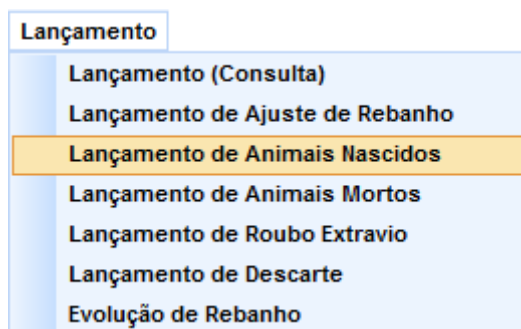 Lançamento
Lançamento (Consulta)
Lançamento de Ajuste de Rebanho
Lançamento de Animais Nascidos
Lançamento de Animais Mortos
Lançamento de Roubo Extravio
Lançamento de Descarte
Evolução de Rebanho